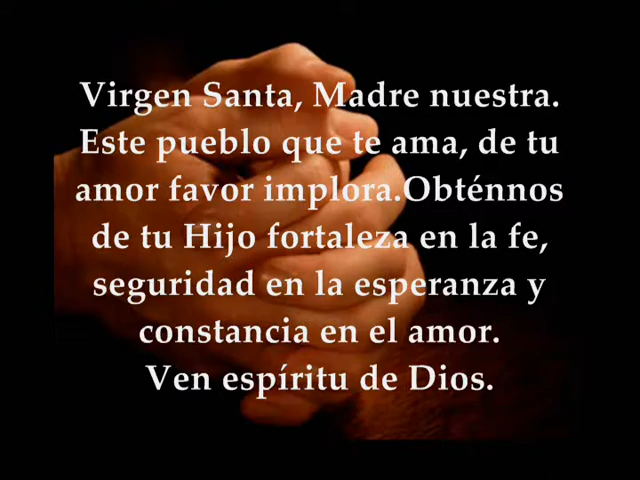 Virgen Santa, Madre nuestra.
Este pueblo que te ama, de tu
amor favor implora.Obténnos
de tu Hijo fortaleza en la fe,
seguridad en la esperanza y
constancia en el amor.
Ven espíritu de Dios.